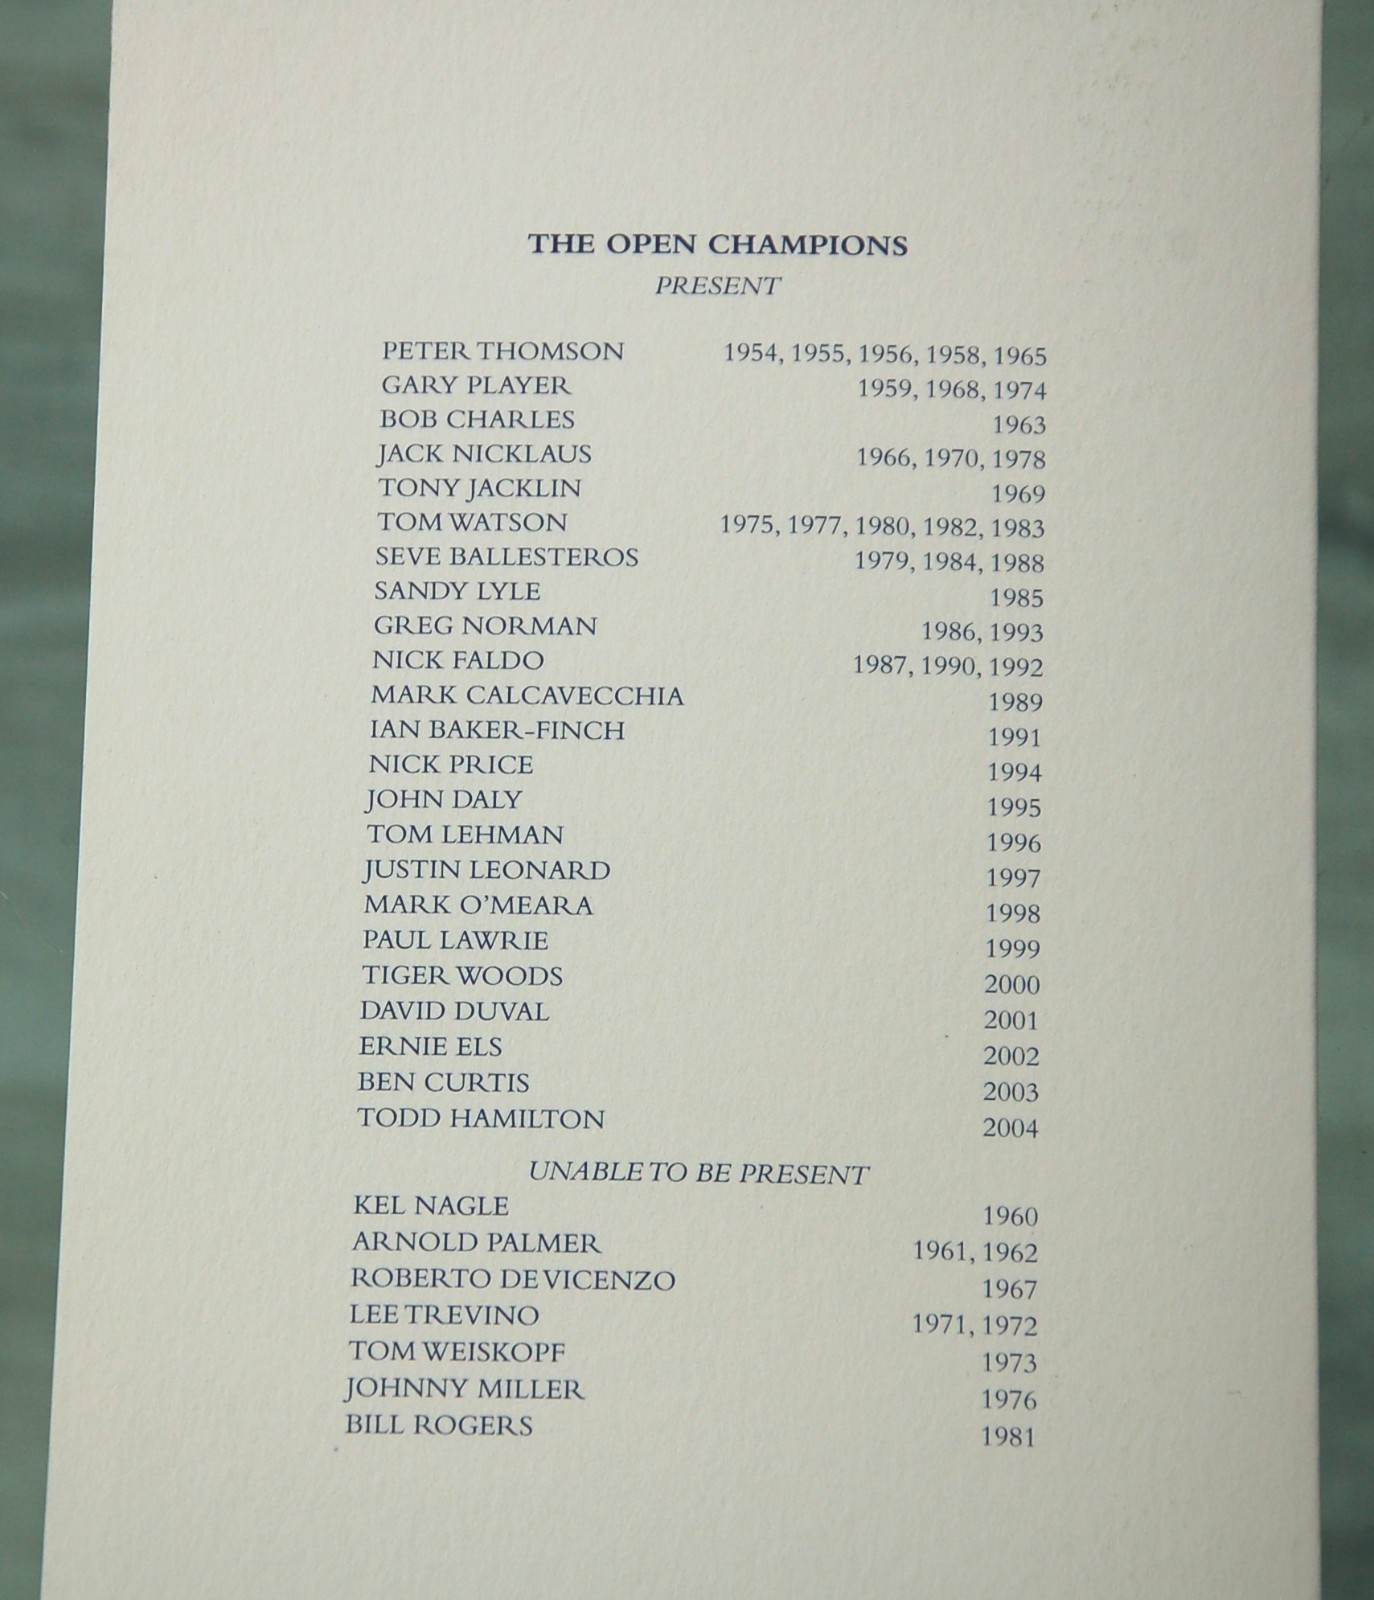 THE OPEN CHAMPIONS
PRESENT
PETER THOMSON 1954, 1955, 1956, 1958, 1965
GARY PLAYER 1959, 1968, 1974
BOB CHARLES 1963
JACK NICKLAUS 1966, 1970, 1978
TONY JACKLIN 1969
TOM WATSON 1975, 1977, 1980, 1982, 1983
SEVE BALLESTEROS 1979, 1984, 1988
SANDY LYLE 1985
GREG NORMAN 1986, 1993
NICK FALDO 1987, 1990, 1992
MARK CALCAVECCHIA 1989
IAN BAKER-FINCH 1991
NICK PRICE 1994
JOHN DALY 1995
TOM LEHMAN 1996
JUSTIN LEONARD 1997
MARK O'MEARA 1998
PAUL LAWRIE 1999
TIGER WOODS 2000
DAVID DUVAL 2001
ERNIE ELS 2002
BEN CURTIS 2003
TODD HAMILTON 2004
UNABLE TO BE PRESENT
KEL NAGLE 1960
ARNOLD PALMER 1961, 1962
ROBERTO DE VICENZO 1967
LEE TREVINO 1971, 1972
TOM WEISKOPF 1973
JOHNNY MILLER 1976
BILL ROGERS 1981